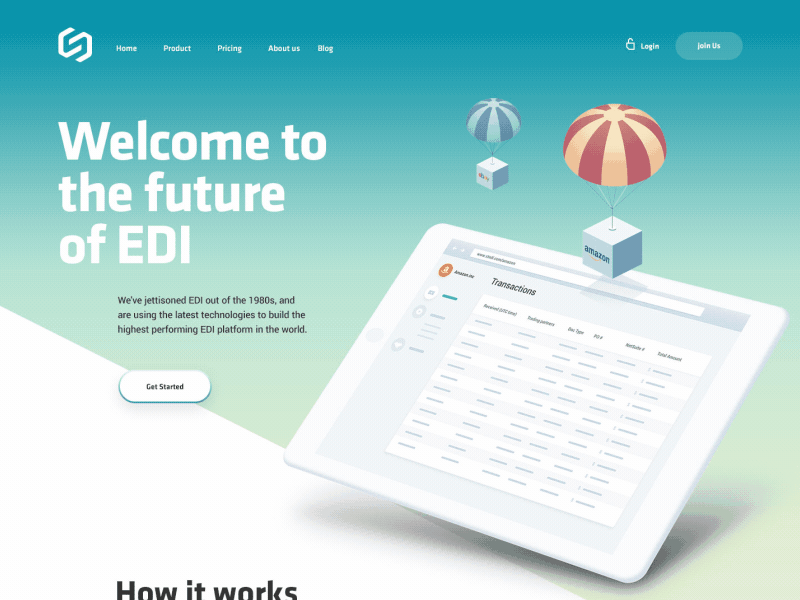 Home Product Pricing About us Blog
Login
Join Us
Welcome to
the future
of EDI
We've jettisoned EDI out of the 1980s, and
are using the latest technologies to build the
highest performing EDI platform in the world.
Get Started
ebay
amazon
Amazon Inc
Transactions
Received (UTC time) Trading partners Doc Type PO # NetSuite # Total Amount
How it works